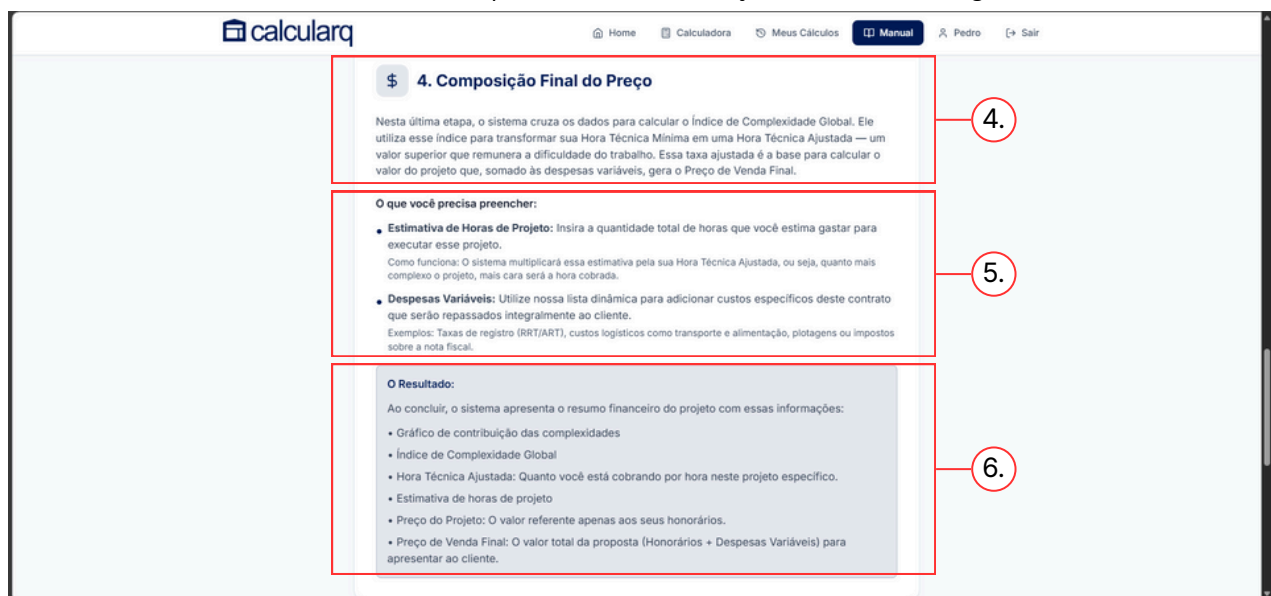 calcularq
Home
Calculadora
Meus Cálculos
Manual
Pedro
Sair
$ 4. Composição Final do Preço
Nesta última etapa, o sistema cruza os dados para calcular o Índice de Complexidade Global. Ele
utiliza esse índice para transformar sua Hora Técnica Mínima em uma Hora Técnica Ajustada — um
valor superior que remunera a dificuldade do trabalho. Essa taxa ajustada é a base para calcular o
valor do projeto que, somado às despesas variáveis, gera o Preço de Venda Final.
4.
O que você precisa preencher:
• Estimativa de Horas de Projeto: Insira a quantidade total de horas que você estima gastar para
executar esse projeto.
Como funciona: O sistema multiplicará essa estimativa pela sua Hora Técnica Ajustada, ou seja, quanto mais
complexo o projeto, mais cara será a hora cobrada.
• Despesas Variáveis: Utilize nossa lista dinâmica para adicionar custos específicos deste contrato
que serão repassados integralmente ao cliente.
Exemplos: Taxas de registro (RRT/ART), custos logísticos como transporte e alimentação, plotagens ou impostos
sobre a nota fiscal.
5.
O Resultado:
Ao concluir, o sistema apresenta o resumo financeiro do projeto com essas informações:
• Gráfico de contribuição das complexidades
• Índice de Complexidade Global
• Hora Técnica Ajustada: Quanto você está cobrando por hora neste projeto específico.
• Estimativa de horas de projeto
• Preço do Projeto: O valor referente apenas aos seus honorários.
• Preço de Venda Final: O valor total da proposta (Honorários + Despesas Variáveis) para
apresentar ao cliente.
6.